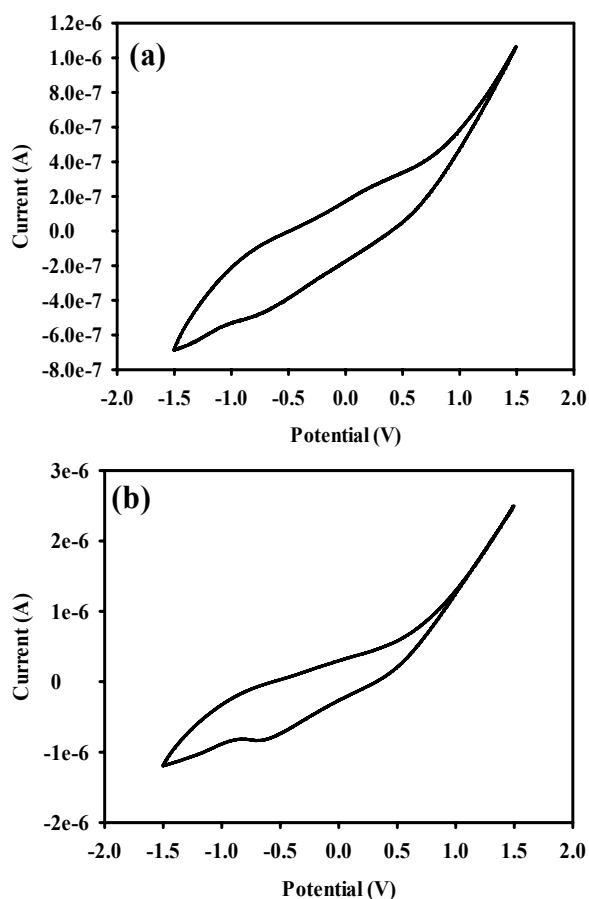 (a)
Current (A)
1.2e-6
1.0e-6
8.0e-7
6.0e-7
4.0e-7
2.0e-7
0.0
-2.0e-7
-4.0e-7
-6.0e-7
-8.0e-7
-2.0 -1.5 -1.0 -0.5 0.0 0.5 1.0 1.5 2.0
Potential (V)
(b)
Current (A)
3e-6
2e-6
1e-6
0
-1e-6
-2e-6
-2.0 -1.5 -1.0 -0.5 0.0 0.5 1.0 1.5 2.0
Potential (V)